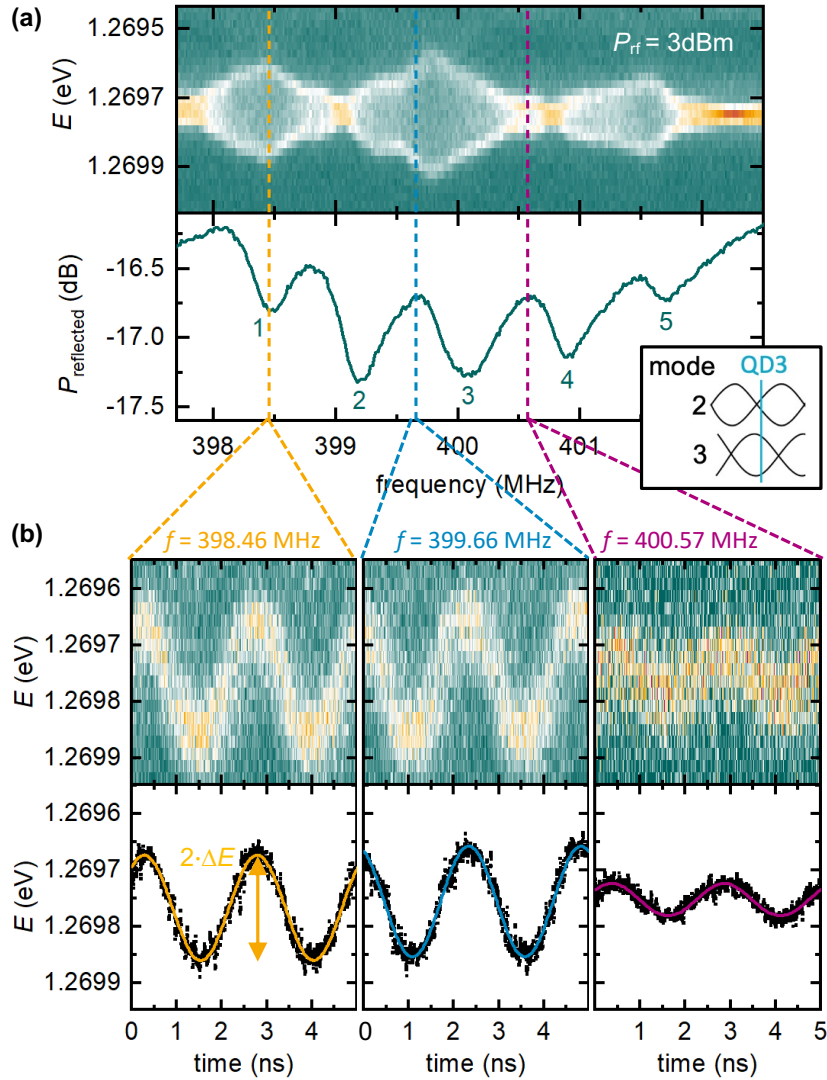 (a)
1.2695
1.2697
1.2699
E (eV)
Prf = 3dBm
-16.5
-17.0
-17.5
Preflected (dB)
1
2
3
4
5
mode QD3
2
3
398 399 400 401
frequency (MHz)
(b)
f = 398.46 MHz f = 399.66 MHz f = 400.57 MHz
1.2696
1.2697
1.2698
1.2699
E (eV)
1.2696
1.2697
1.2698
1.2699
E (eV)
2·ΔE
0 1 2 3 4 0 1 2 3 4 1 2 3 4 5
time (ns) time (ns) time (ns)